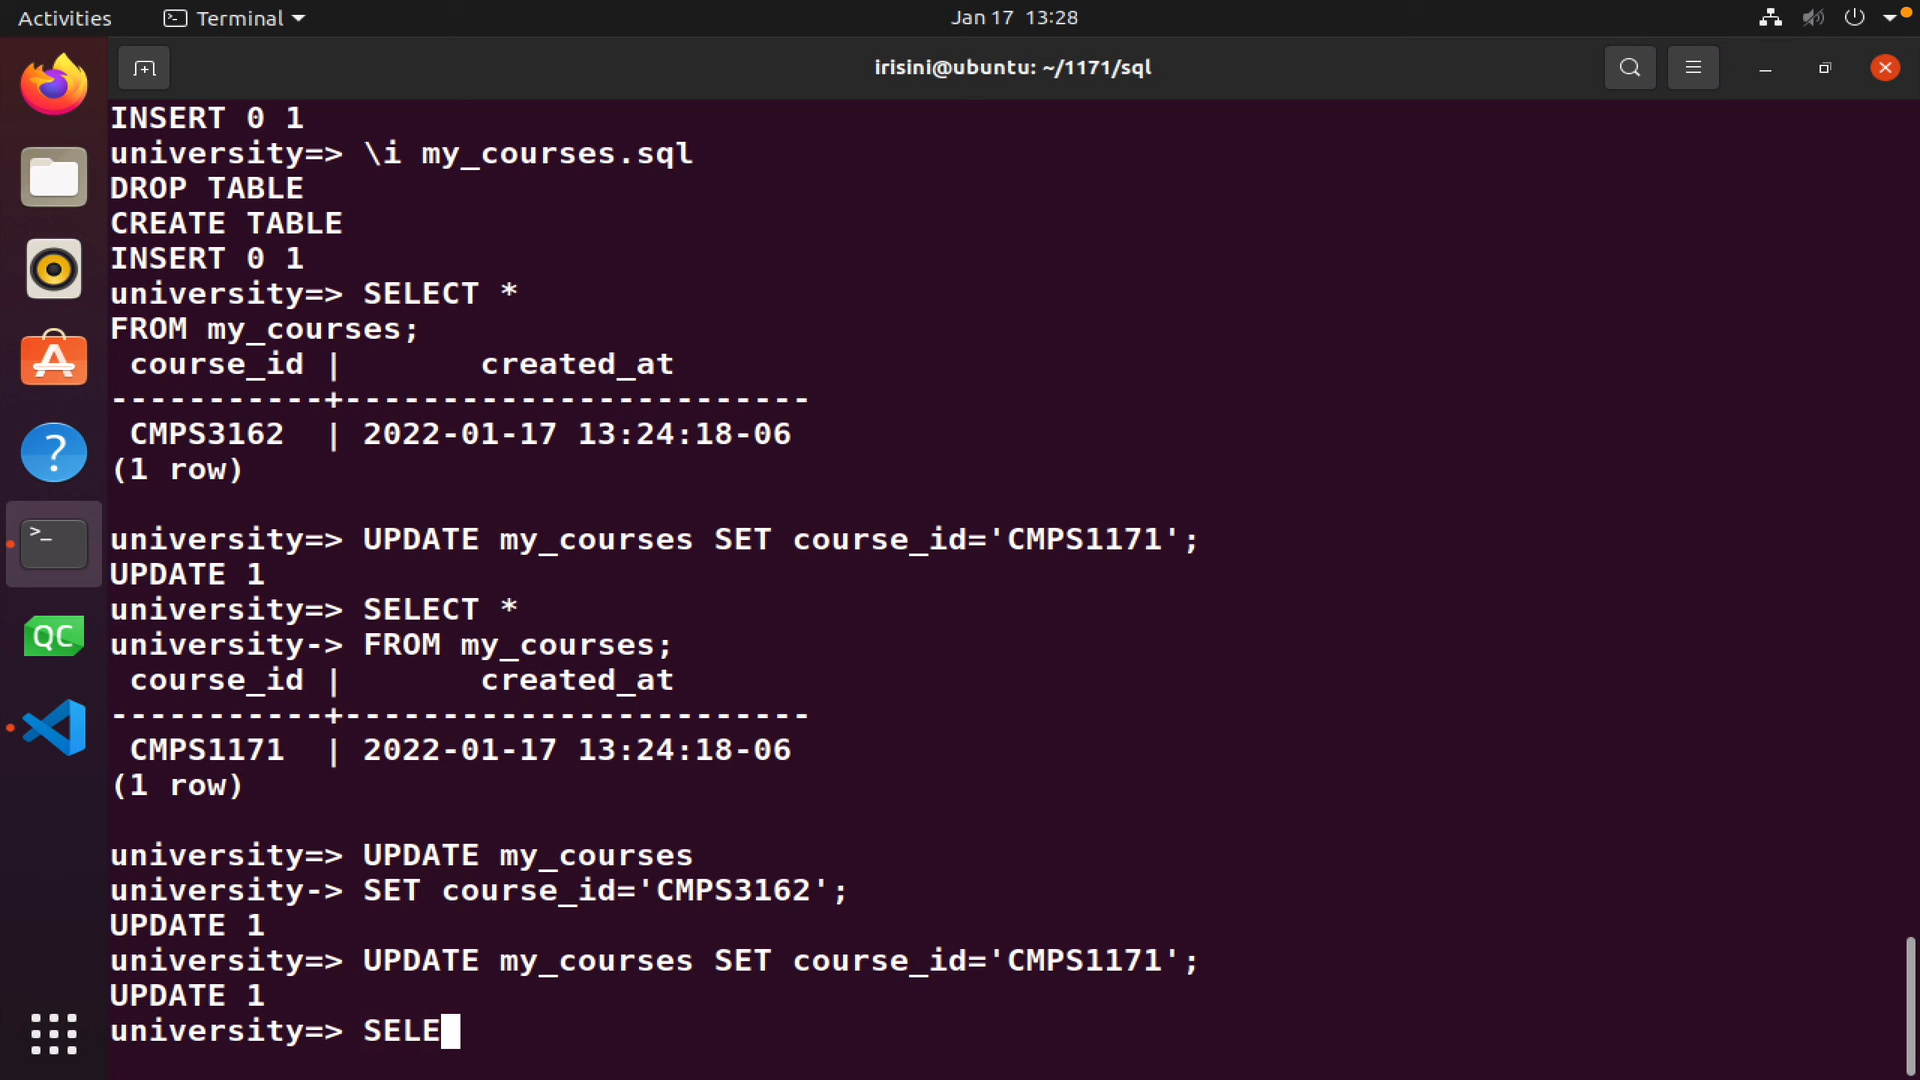 Activities
Terminal
Jan 17 13:28
irisini@ubuntu: ~/1171/sql
INSERT 0 1
university=> \i my_courses.sql
DROP TABLE
CREATE TABLE
INSERT 0 1
university=> SELECT *
FROM my_courses;
 course_id |       created_at
-----------+------------------------
 CMPS3162  | 2022-01-17 13:24:18-06
(1 row)
university=> UPDATE my_courses SET course_id='CMPS1171';
UPDATE 1
university=> SELECT *
university-> FROM my_courses;
 course_id |       created_at
-----------+------------------------
 CMPS1171  | 2022-01-17 13:24:18-06
(1 row)
university=> UPDATE my_courses
university-> SET course_id='CMPS3162';
UPDATE 1
university=> UPDATE my_courses SET course_id='CMPS1171';
UPDATE 1
university=> SELE
?
>_
QC